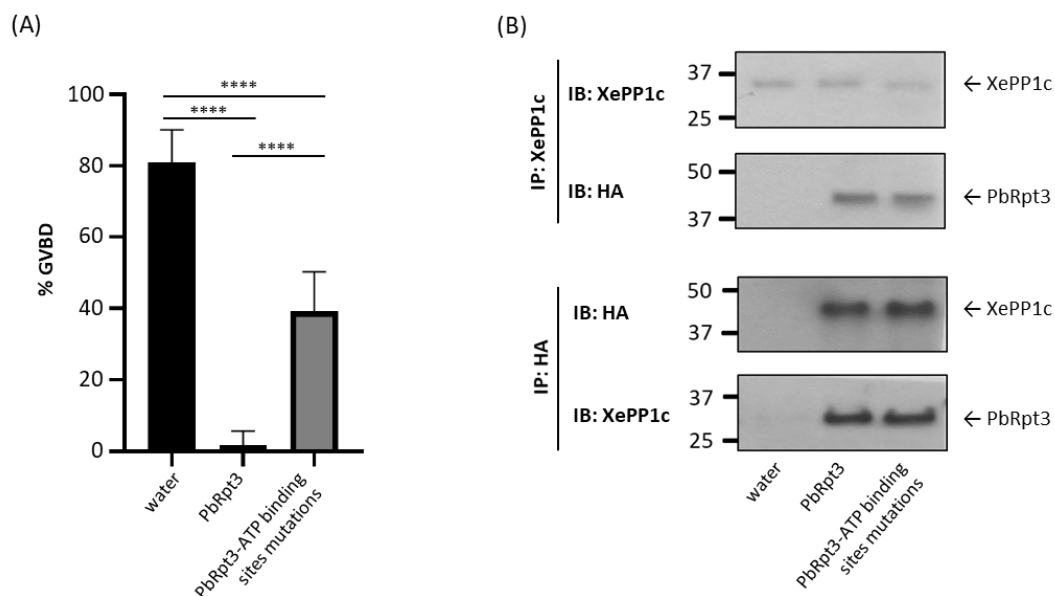 (A)
****
****
****
100
80
60
40
20
0
% GVBD
water
PbRpt3
PbRpt3-ATP binding
sites mutations
(B)
IP: XePP1c
IB: XePP1c
37
25
← XePP1c
IB: HA
50
37
← PbRpt3
IP: HA
IB: HA
50
37
← XePP1c
IB: XePP1c
37
25
← PbRpt3
water
PbRpt3
PbRpt3-ATP binding
sites mutations